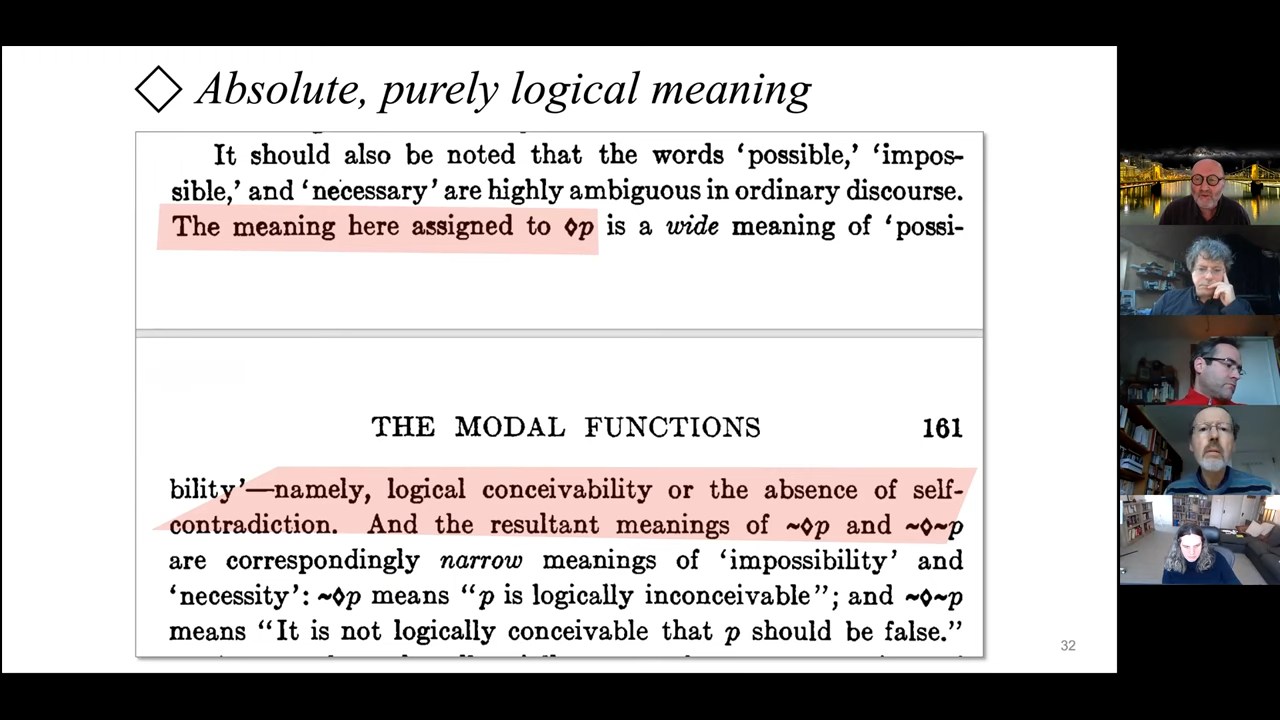 ◇ Absolute, purely logical meaning
It should also be noted that the words ‘possible,’ ‘impos-
sible,’ and ‘necessary’ are highly ambiguous in ordinary discourse.
The meaning here assigned to ◊p is a wide meaning of ‘possi-
THE MODAL FUNCTIONS 161
bility’—namely, logical conceivability or the absence of self-
contradiction. And the resultant meanings of ~◊p and ~◊~p
are correspondingly narrow meanings of ‘impossibility’ and
‘necessity’: ~◊p means “p is logically inconceivable”; and ~◊~p
means “It is not logically conceivable that p should be false.”
32